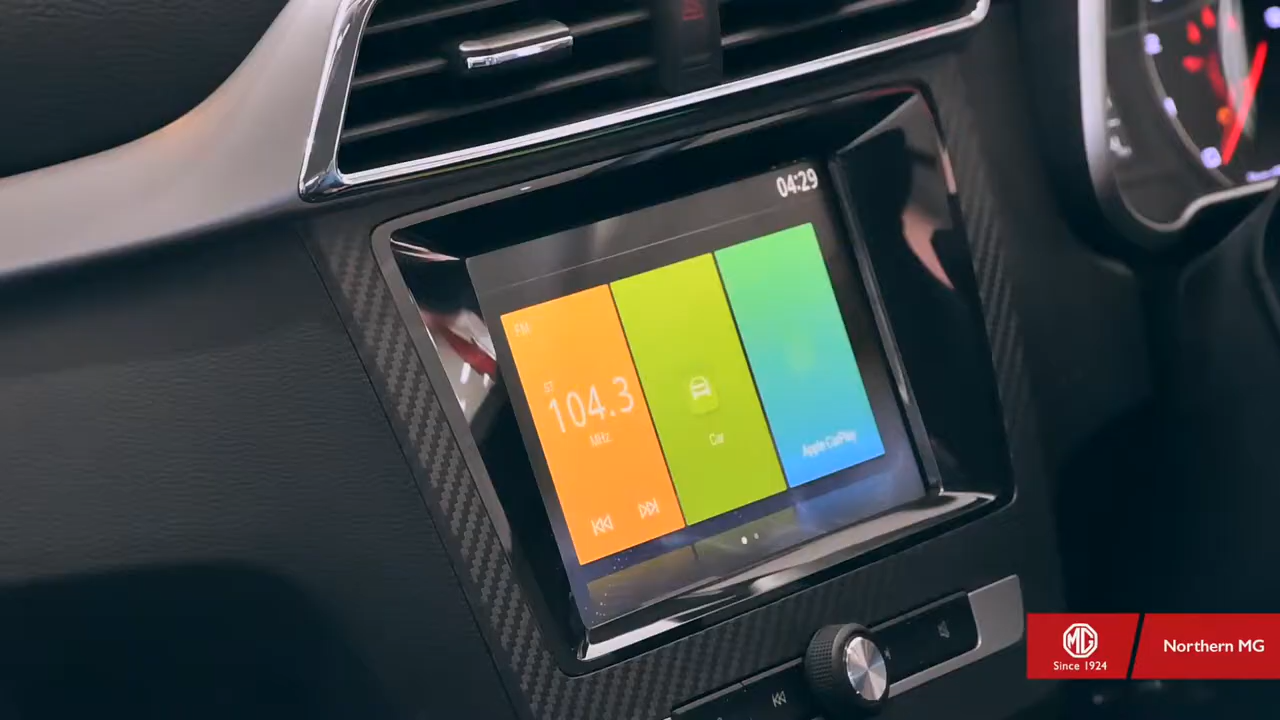 04:29
FM
ST
104.3
MHz
Car
Apple CarPlay
MG
Since 1924
Northern MG